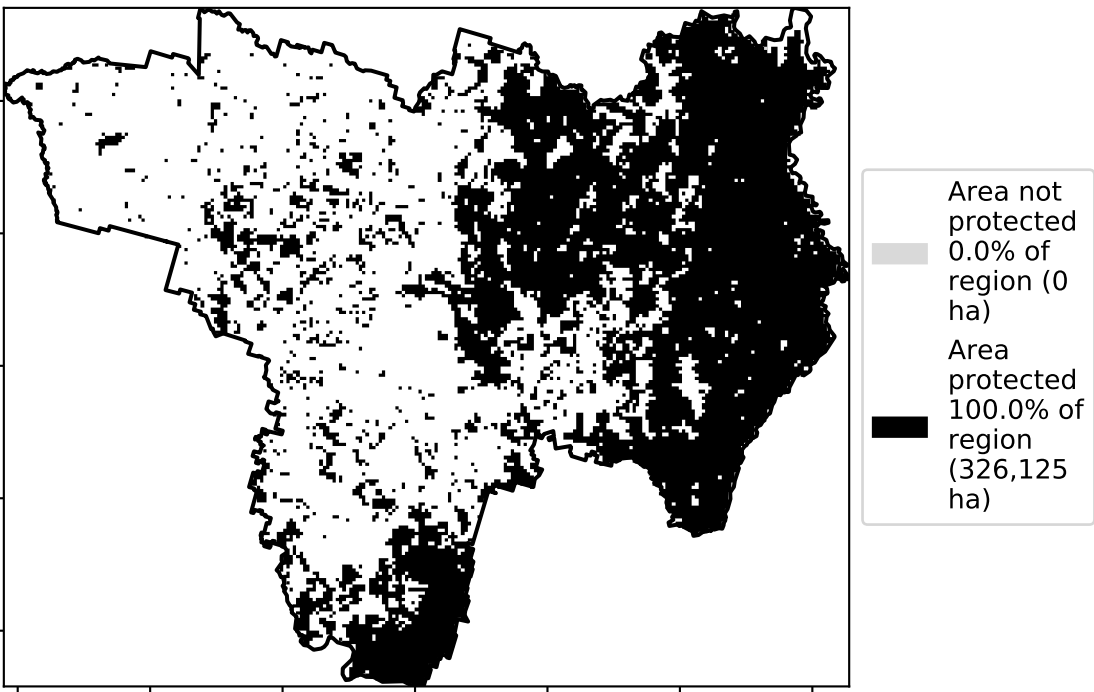 Area not
protected
0.0% of
region (0
ha)
Area
protected
100.0% of
region
(326,125
ha)